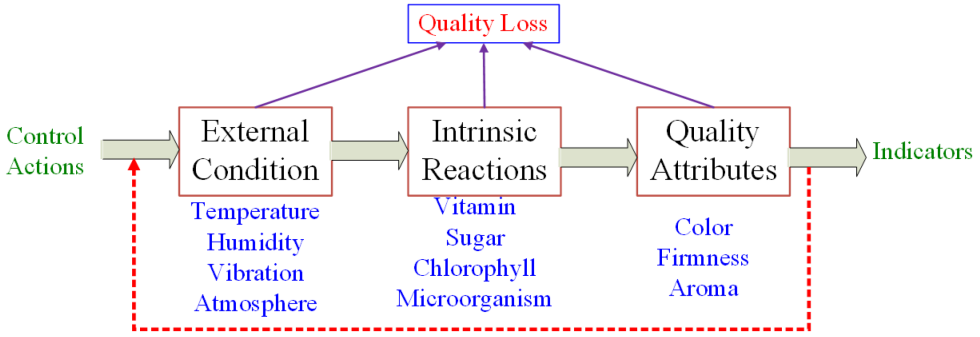 Quality Loss
Control
Actions
External
Condition
Intrinsic
Reactions
Quality
Attributes
Indicators
Temperature
Humidity
Vibration
Atmosphere
Vitamin
Sugar
Chlorophyll
Microorganism
Color
Firmness
Aroma